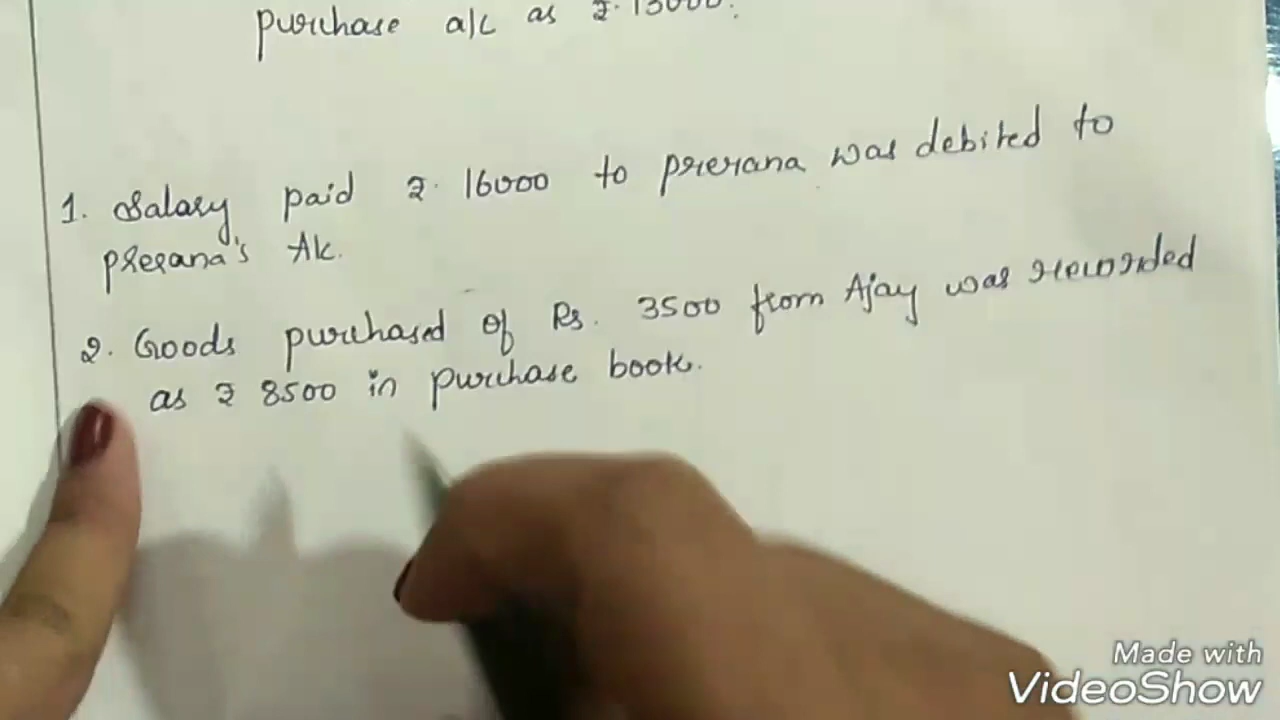 purchase a/c as ₹. 15000.
1. Salary paid ₹. 16000 to prerana was debited to
prerana's A/c.
2. Goods purchased of Rs. 3500 from Ajay was recorded
as ₹ 8500 in purchase book.
Made with
VideoShow